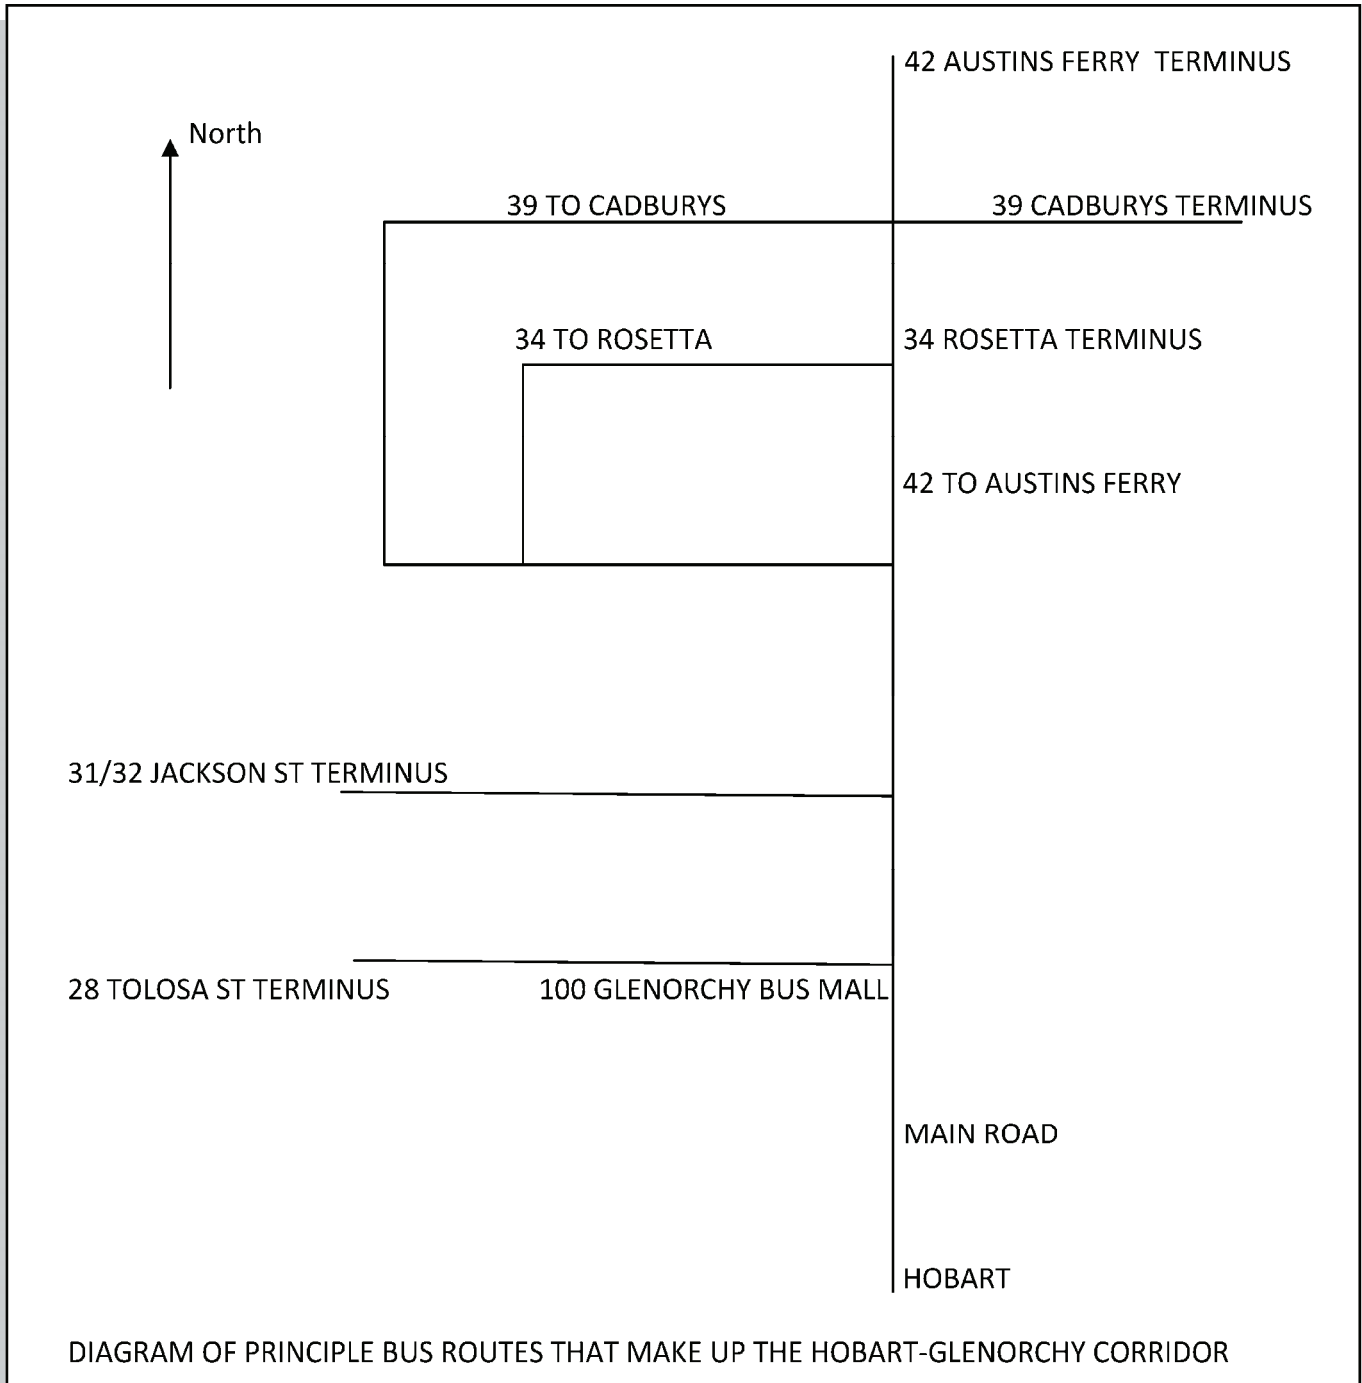 42 AUSTINS FERRY TERMINUS
North
39 TO CADBURYS
39 CADBURYS TERMINUS
34 TO ROSETTA
34 ROSETTA TERMINUS
42 TO AUSTINS FERRY
31/32 JACKSON ST TERMINUS
28 TOLOSA ST TERMINUS
100 GLENORCHY BUS MALL
MAIN ROAD
HOBART
DIAGRAM OF PRINCIPLE BUS ROUTES THAT MAKE UP THE HOBART-GLENORCHY CORRIDOR